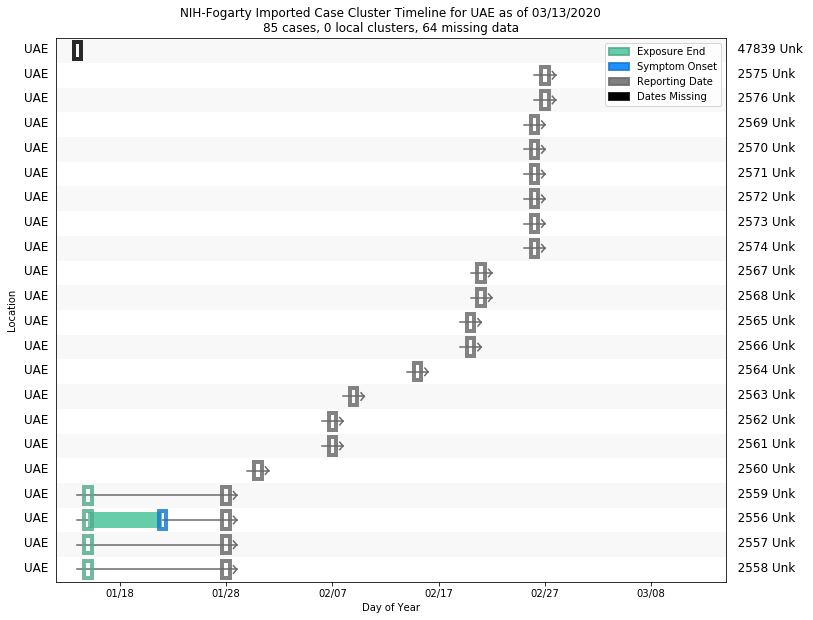 NIH-Fogarty Imported Case Cluster Timeline for UAE as of 03/13/2020
85 cases, 0 local clusters, 64 missing data
Exposure End
Symptom Onset
Reporting Date
Dates Missing
Location
UAE 47839 Unk
UAE 2575 Unk
UAE 2576 Unk
UAE 2569 Unk
UAE 2570 Unk
UAE 2571 Unk
UAE 2572 Unk
UAE 2573 Unk
UAE 2574 Unk
UAE 2567 Unk
UAE 2568 Unk
UAE 2565 Unk
UAE 2566 Unk
UAE 2564 Unk
UAE 2563 Unk
UAE 2562 Unk
UAE 2561 Unk
UAE 2560 Unk
UAE 2559 Unk
UAE 2556 Unk
UAE 2557 Unk
UAE 2558 Unk
01/18 01/28 02/07 02/17 02/27 03/08
Day of Year